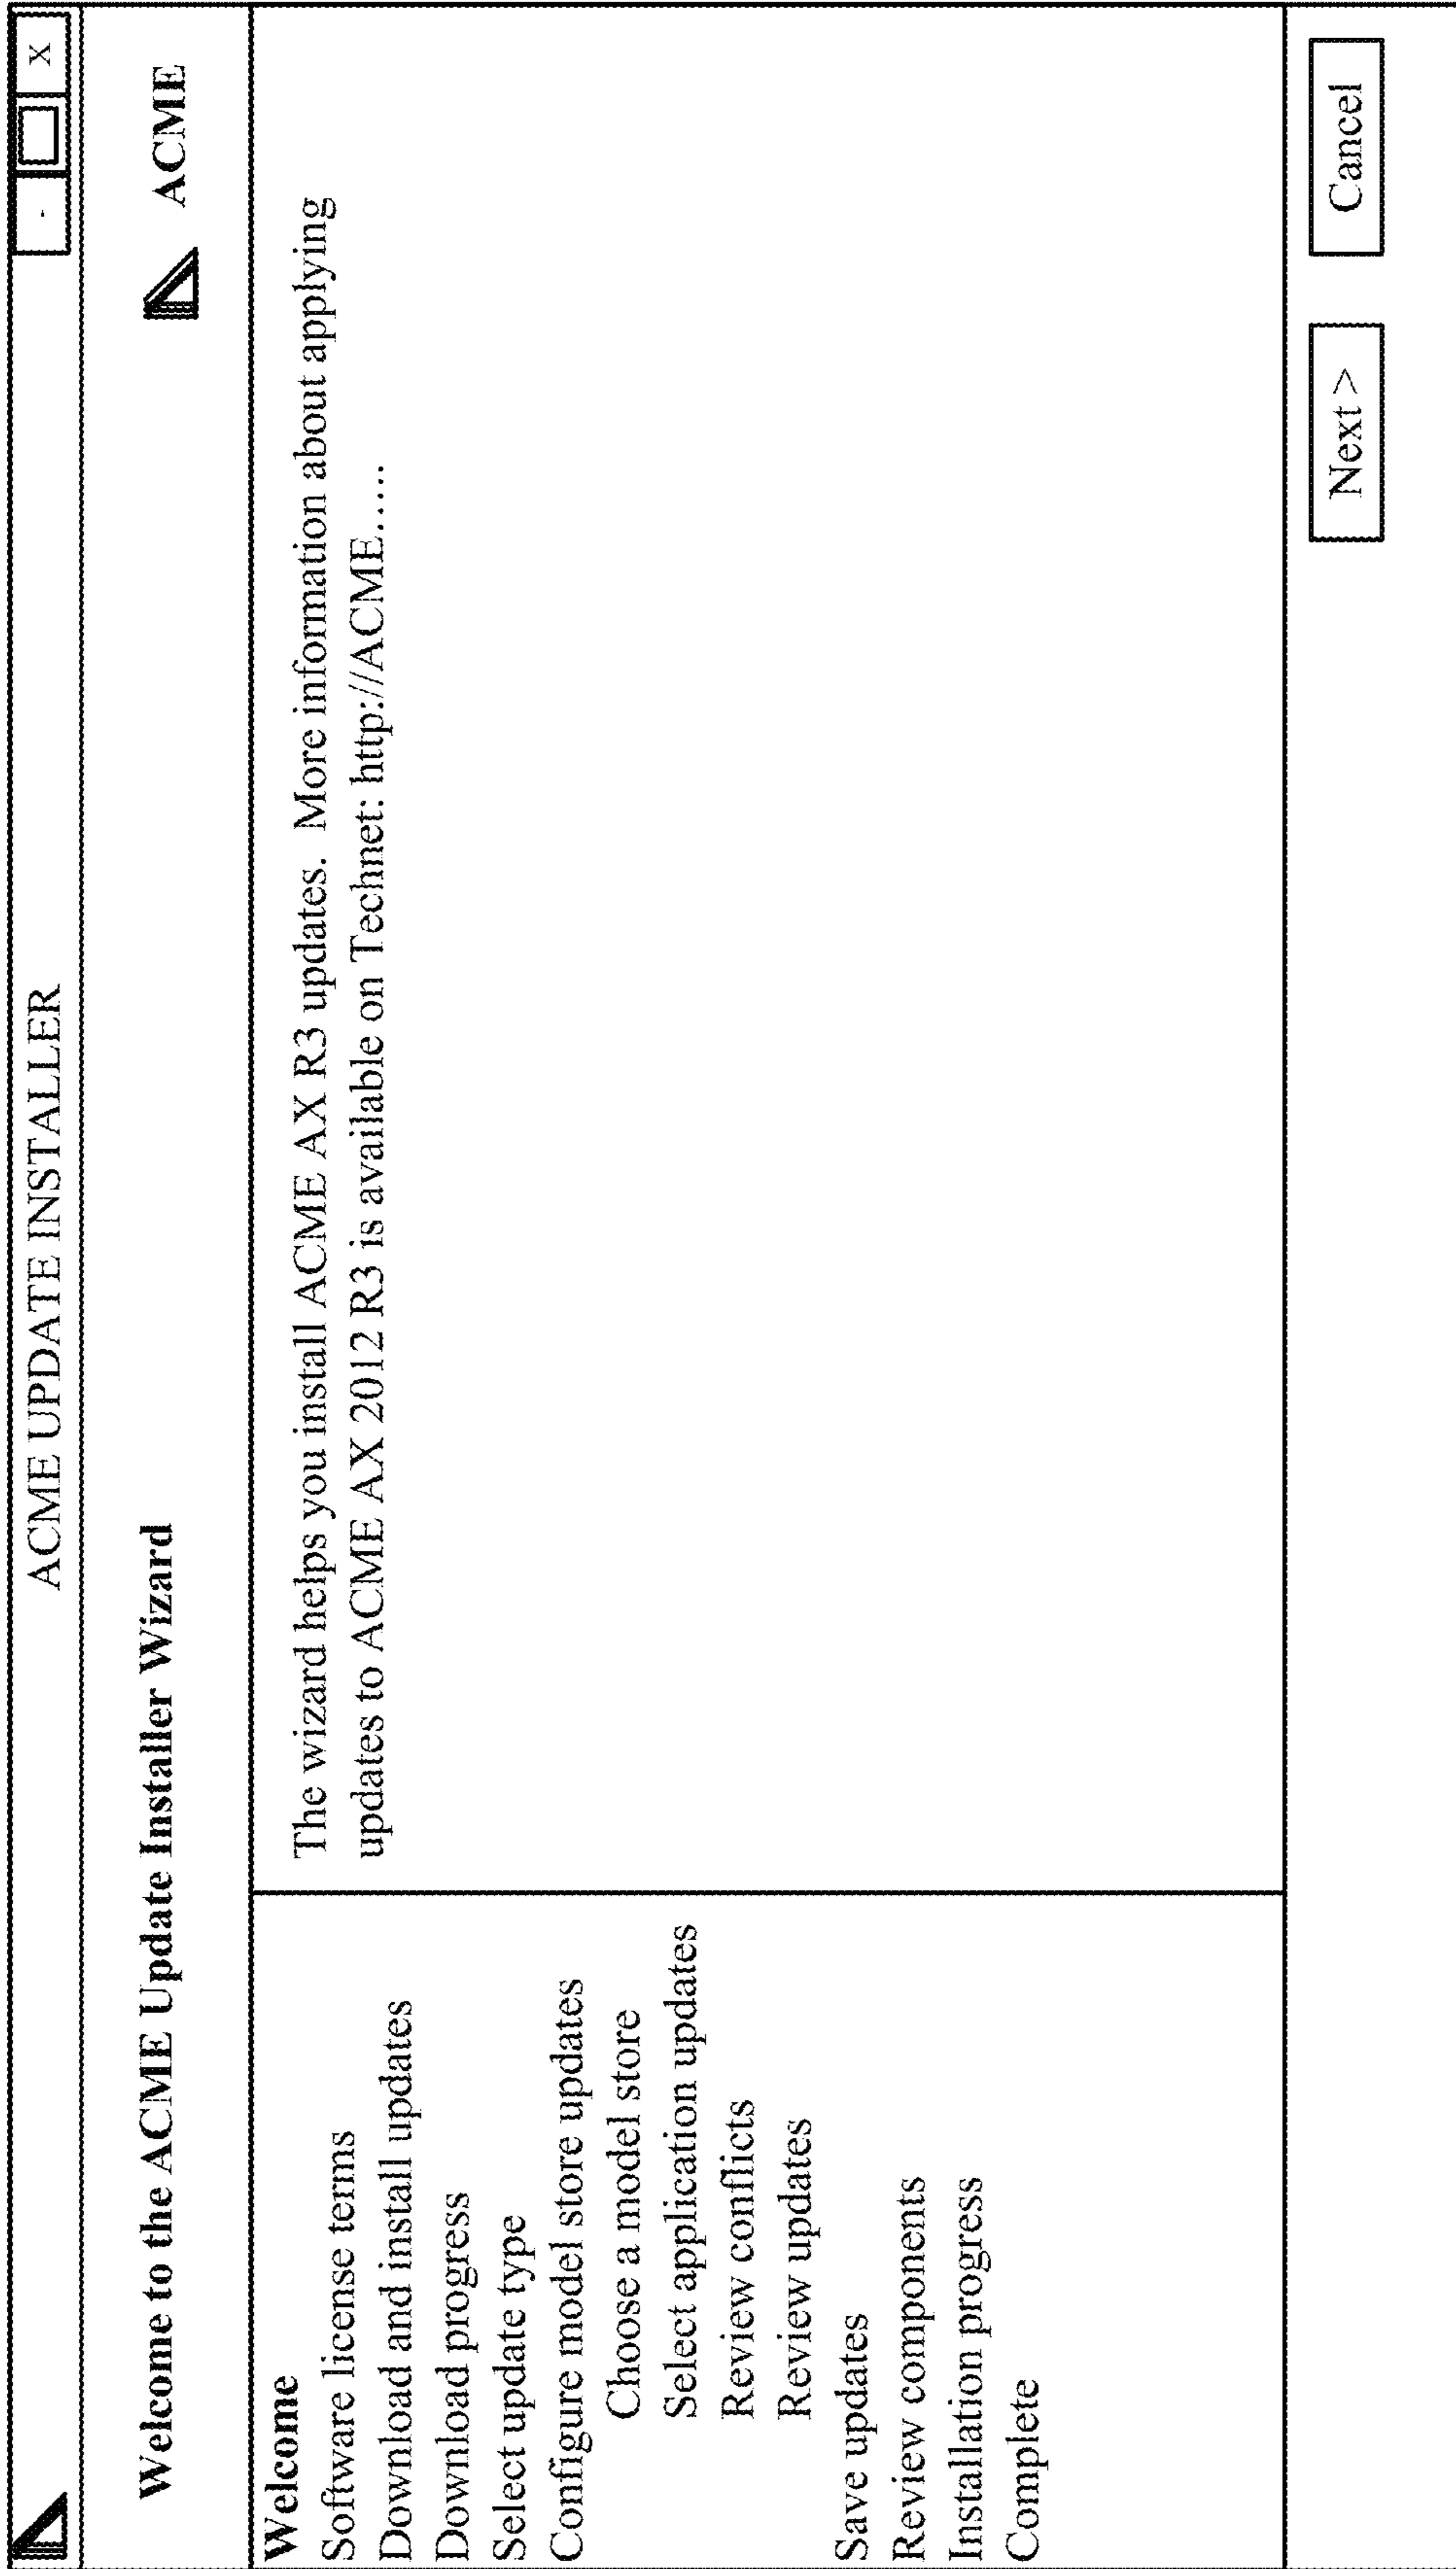 ACME UPDATE INSTALLER
- X
Welcome to the ACME Update Installer Wizard
ACME
Welcome
Software license terms
Download and install updates
Download progress
Select update type
Configure model store updates
Choose a model store
Select application updates
Review conflicts
Review updates
Save updates
Review components
Installation progress
Complete
The wizard helps you install ACME AX R3 updates.  More information about applying
updates to ACME AX 2012 R3 is available on Technet: http://ACME.....
Next >
Cancel